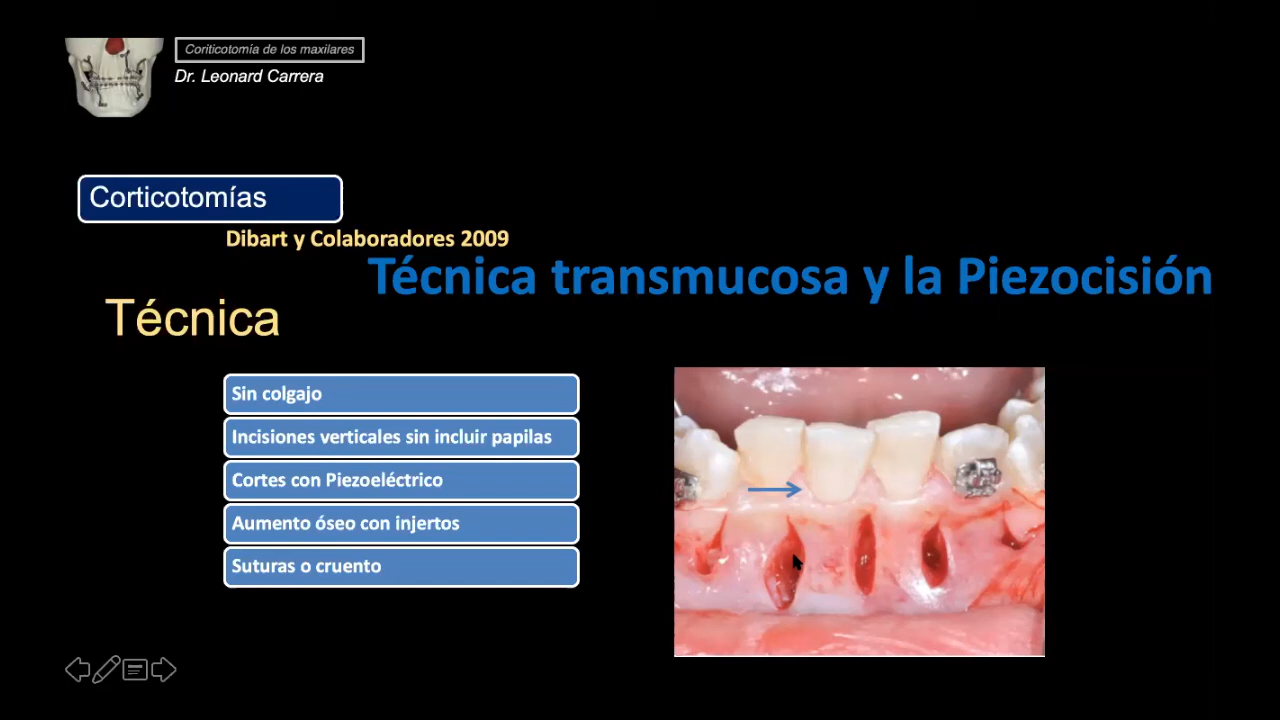 Coriticotomía de los maxilares
Dr. Leonard Carrera
Corticotomías
Dibart y Colaboradores 2009
Técnica transmucosa y la Piezocisión
Técnica
Sin colgajo
Incisiones verticales sin incluir papilas
Cortes con Piezoeléctrico
Aumento óseo con injertos
Suturas o cruento